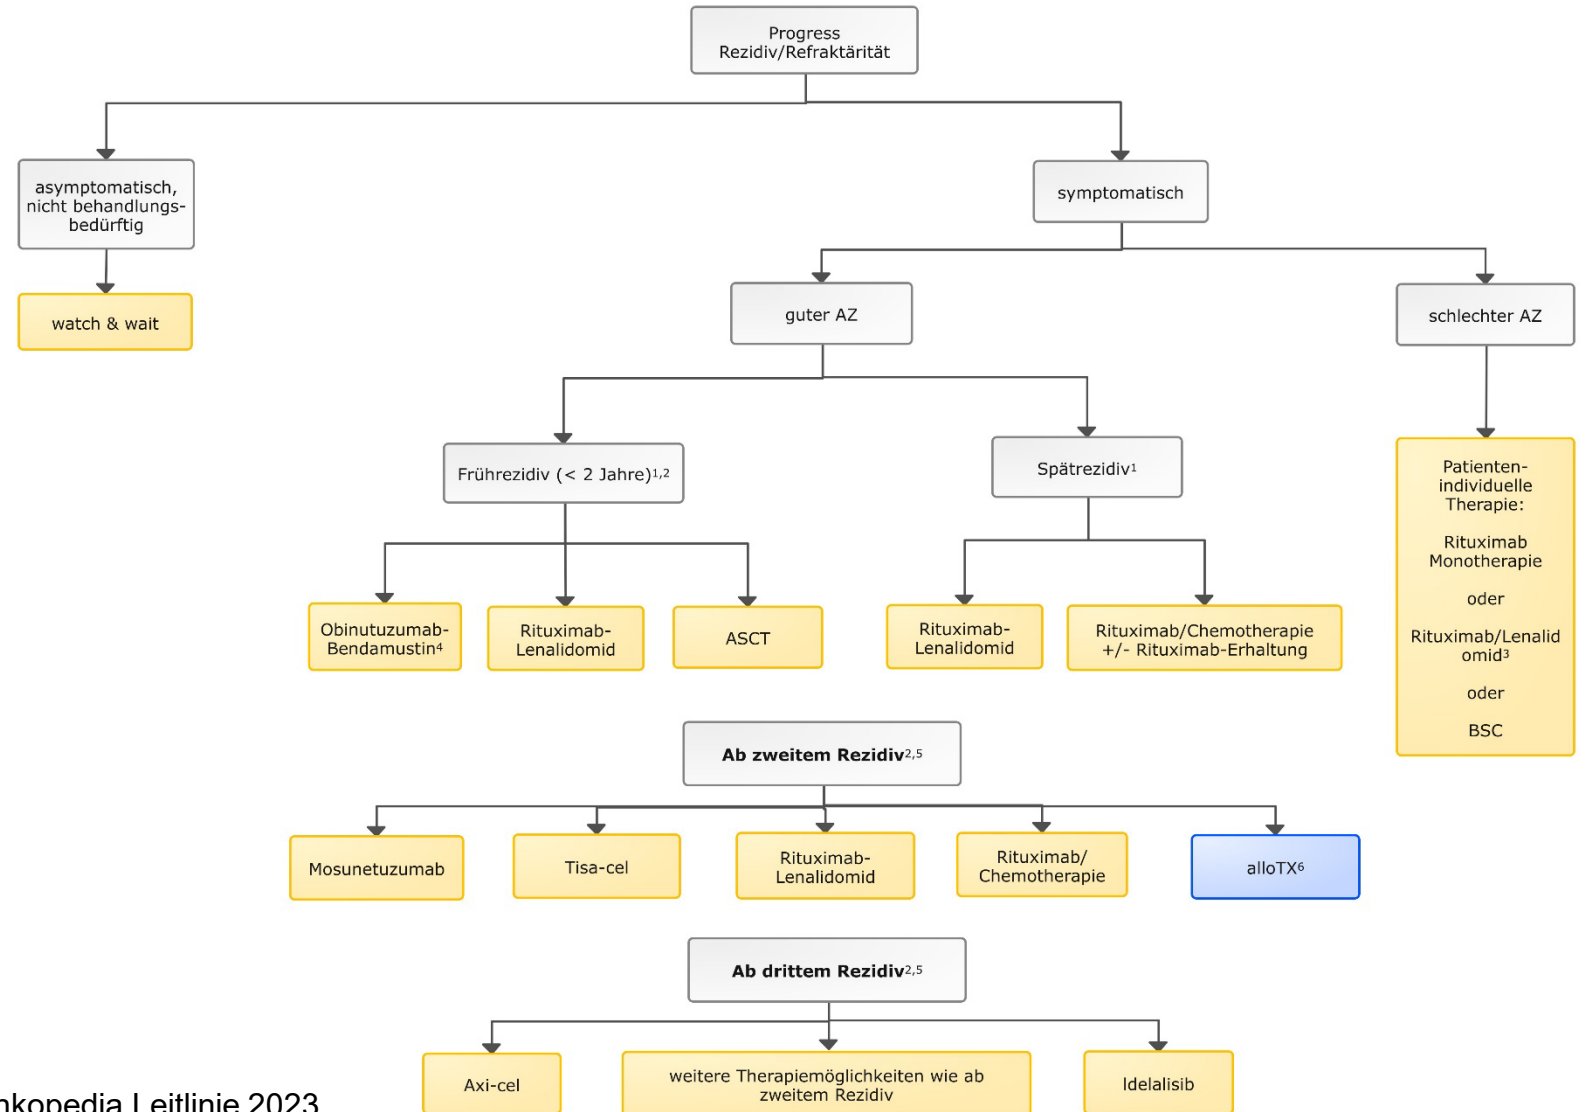 Progress
Rezidiv/Refraktärität
asymptomatisch,
nicht behandlungs-
bedürftig
symptomatisch
watch & wait
guter AZ
schlechter AZ
Frührezidiv (< 2 Jahre)1,2
Spätrezidiv1
Obinutuzumab-
Bendamustin4
Rituximab-
Lenalidomid
ASCT
Rituximab-
Lenalidomid
Rituximab/Chemotherapie
+/- Rituximab-Erhaltung
Patienten-
individuelle
Therapie:
Rituximab
Monotherapie
oder
Rituximab/Lenalid
omid3
oder
BSC
Ab zweitem Rezidiv2,5
Mosunetuzumab
Tisa-cel
Rituximab-
Lenalidomid
Rituximab/
Chemotherapie
alloTX6
Ab drittem Rezidiv2,5
Axi-cel
weitere Therapiemöglichkeiten wie ab
zweitem Rezidiv
Idelalisib
nkopedia Leitlinie 2023